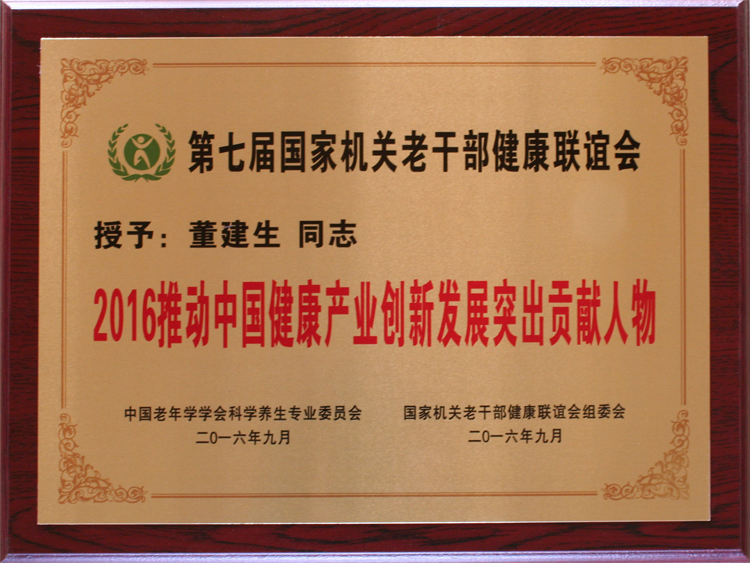 第七届国家机关老干部健康联谊会
授予：董建生 同志
2016推动中国健康产业创新发展突出贡献人物
中国老年学学会科学养生专业委员会 国家机关老干部健康联谊会组委会
二〇一六年九月 二〇一六年九月